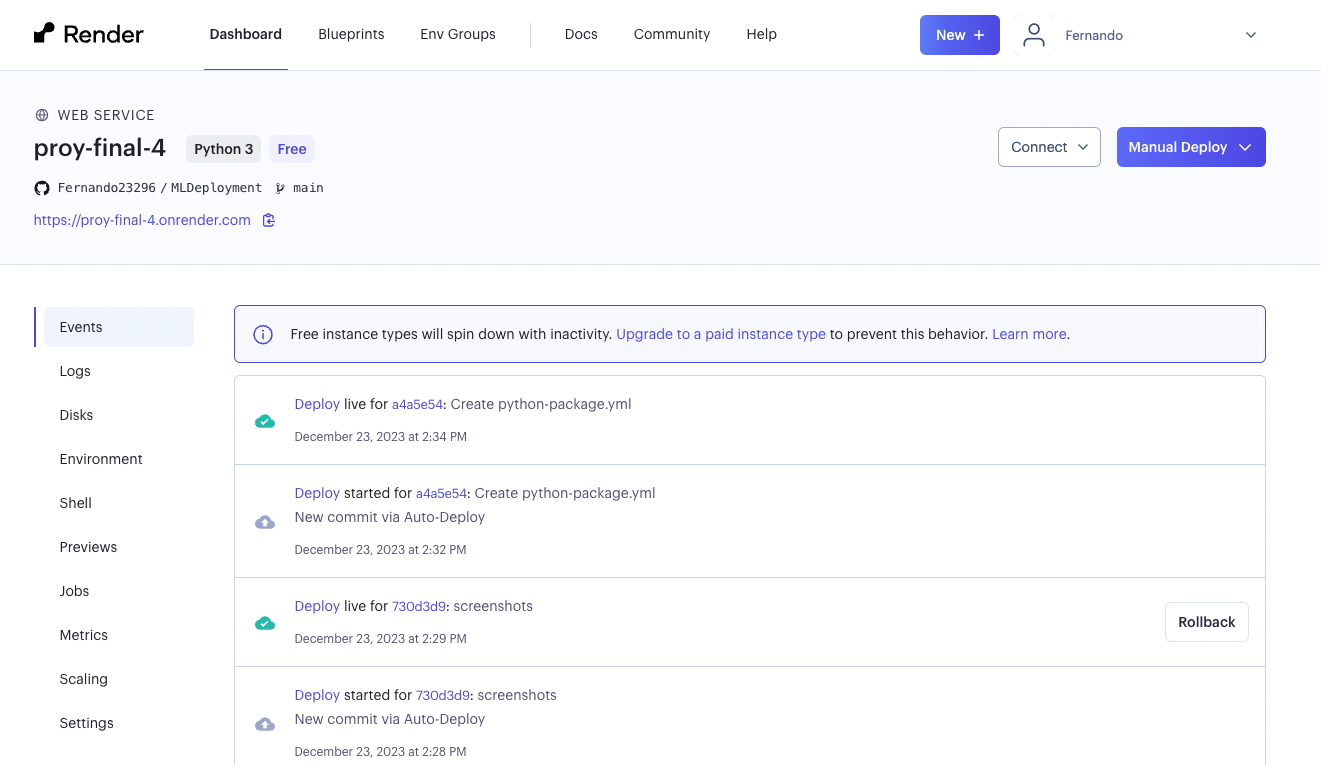 Render Dashboard Blueprints Env Groups Docs Community Help New + Fernando
WEB SERVICE
proy-final-4 Python 3 Free
Connect Manual Deploy
Fernando23296 / MLDeployment main
https://proy-final-4.onrender.com
Events
Logs
Disks
Environment
Shell
Previews
Jobs
Metrics
Scaling
Settings
Free instance types will spin down with inactivity. Upgrade to a paid instance type to prevent this behavior. Learn more.
Deploy live for a4a5e54: Create python-package.yml
December 23, 2023 at 2:34 PM
Deploy started for a4a5e54: Create python-package.yml
New commit via Auto-Deploy
December 23, 2023 at 2:32 PM
Deploy live for 730d3d9: screenshots
December 23, 2023 at 2:29 PM
Rollback
Deploy started for 730d3d9: screenshots
New commit via Auto-Deploy
December 23, 2023 at 2:28 PM